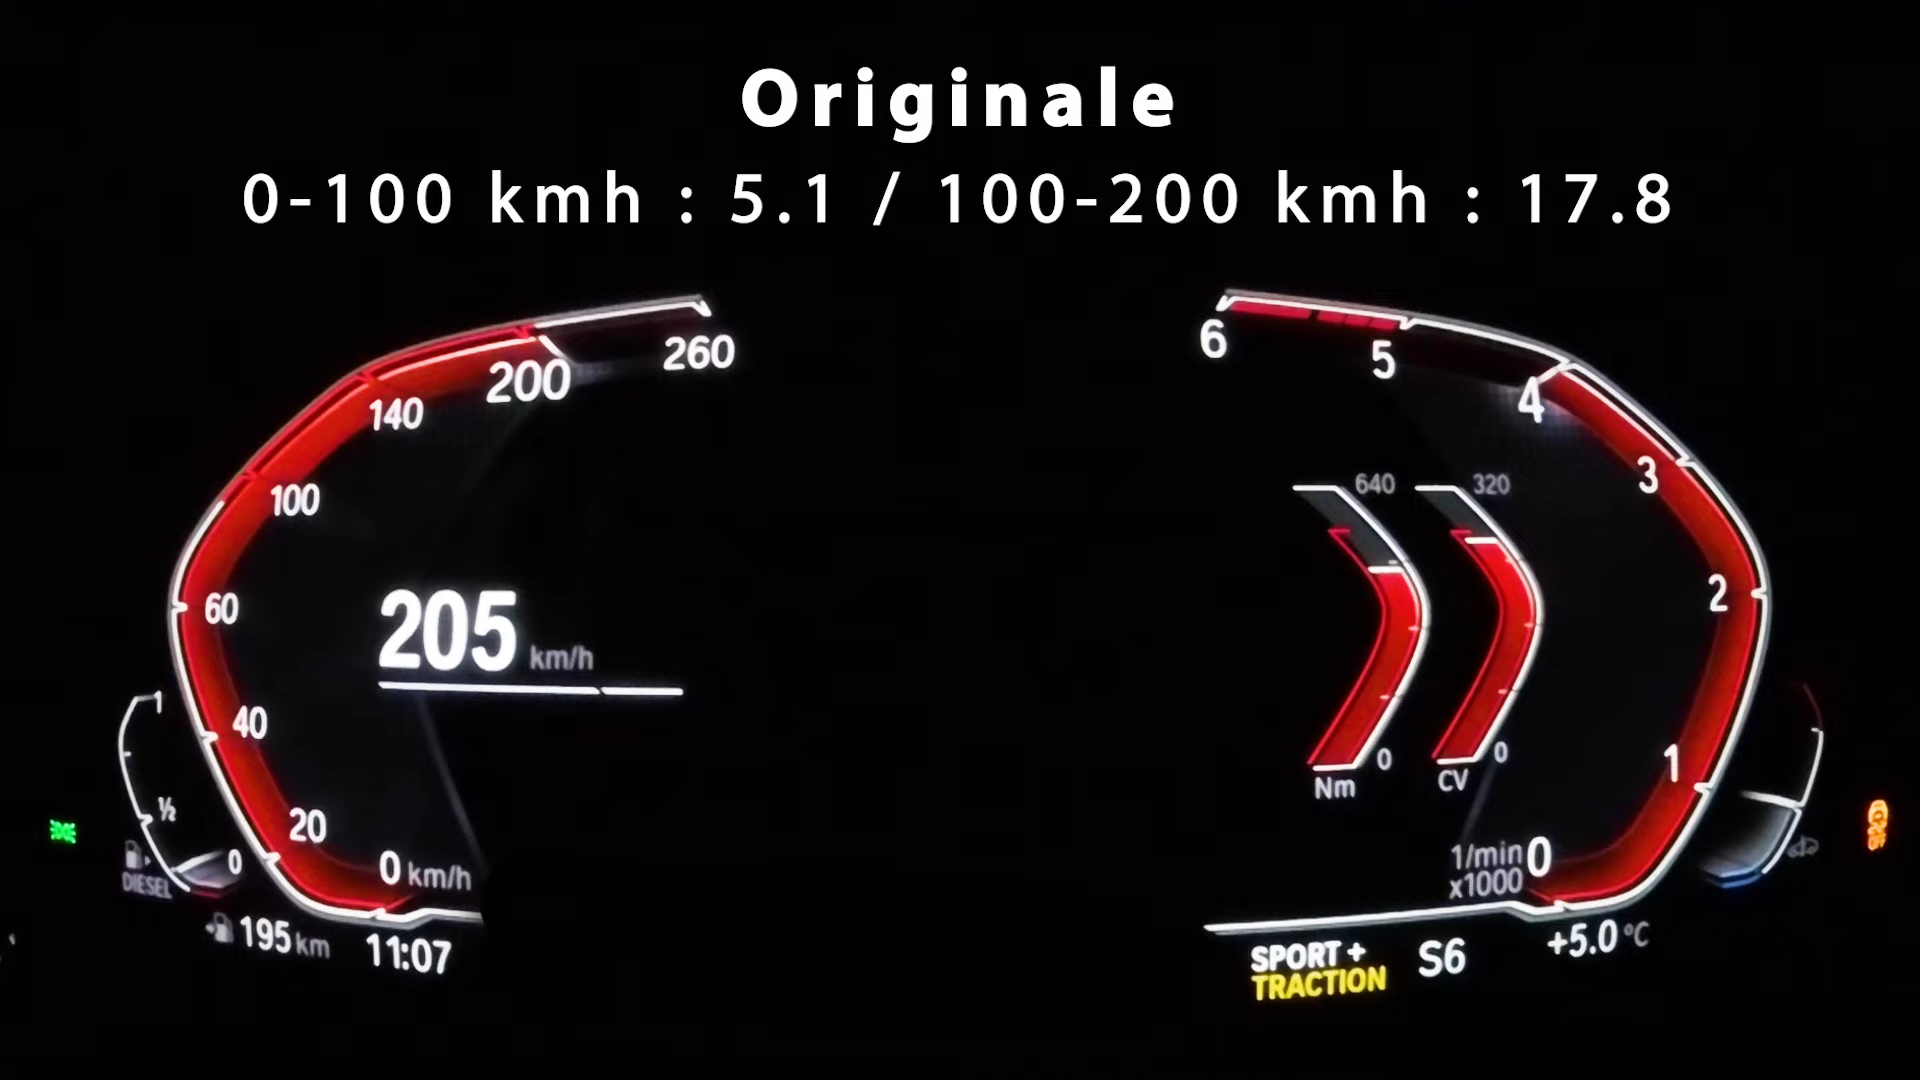 Originale
0-100 kmh : 5.1 / 100-200 kmh : 17.8
260
200
140
100
60
40
20
0 km/h
205 km/h
1
½
0
DIESEL
195 km
11:07
6
5
4
3
2
1
0
1/min
x1000
640
320
0
0
Nm
CV
SPORT +
TRACTION
S6
+5.0 °C